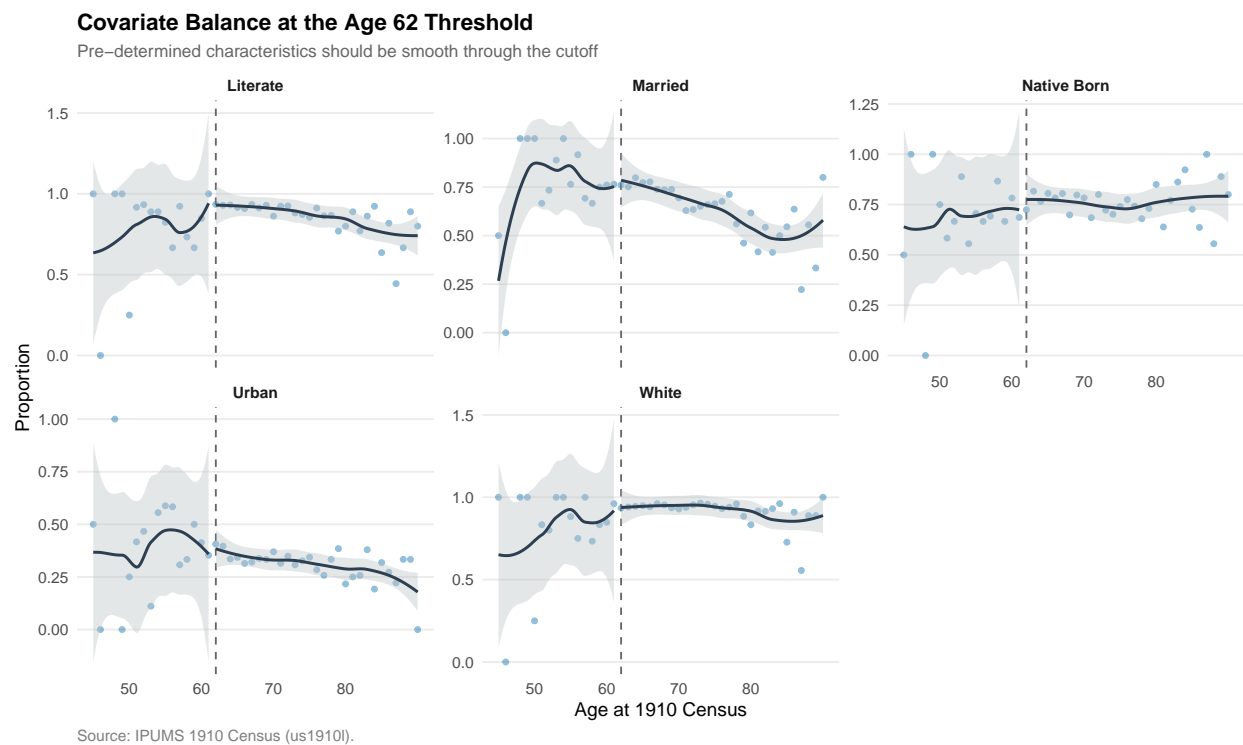 Covariate Balance at the Age 62 Threshold
Pre−determined characteristics should be smooth through the cutoff
Literate
Married
Native Born
1.5
1.0
0.5
0.0
1.00
0.75
0.50
0.25
0.00
1.25
1.00
0.75
0.50
0.25
0.00
50 60 70 80
Proportion
Urban
White
1.00
0.75
0.50
0.25
0.00
1.5
1.0
0.5
0.0
50 60 70 80
50 60 70 80
Age at 1910 Census
Source: IPUMS 1910 Census (us1910l).